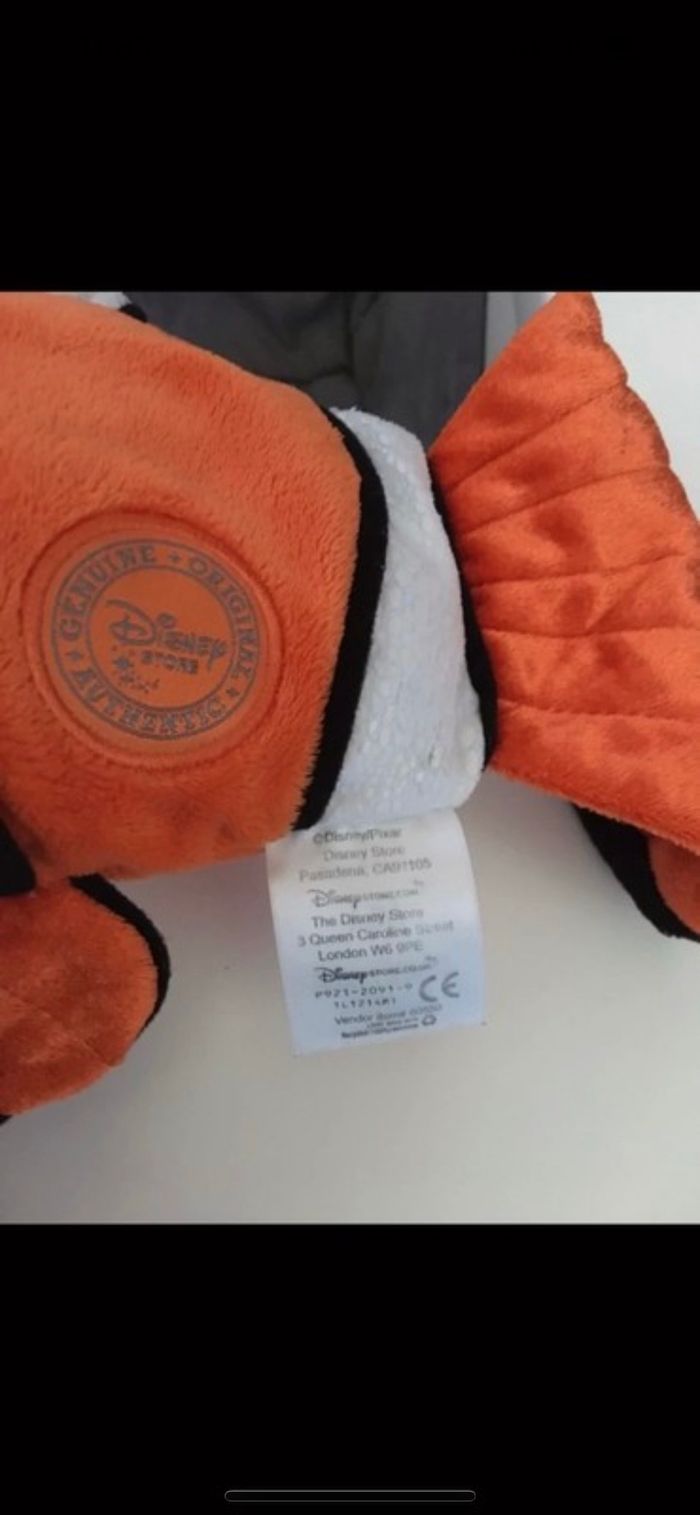 GENUINE + ORIGINAL + AUTHENTIC +
Disney
STORE
©Disney/Pixar
Disney Store
Pasadena, CA91105
DisneySTORE.COM
The Disney Store
3 Queen Caroline Street
London W6 9PE
DisneySTORE.CO.UK
CE
Vendor